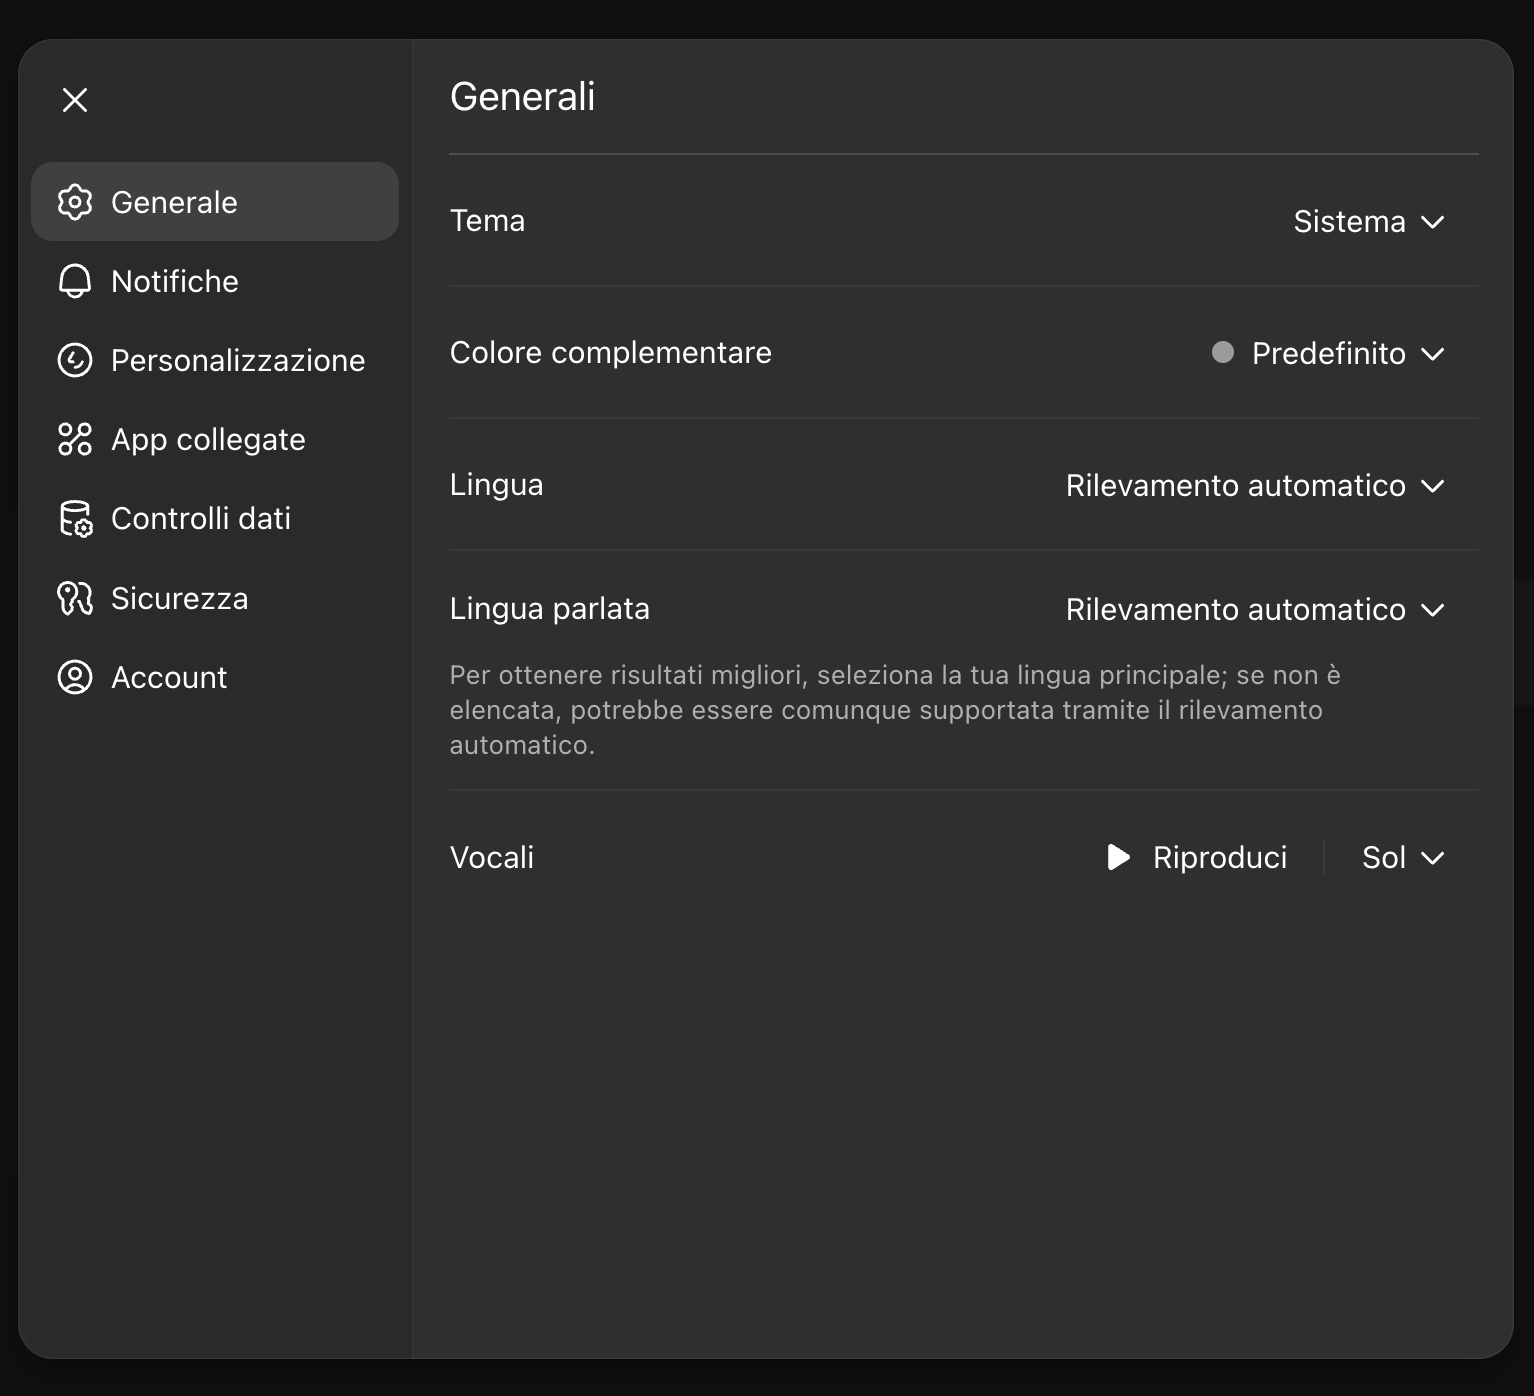 Generale
Notifiche
Personalizzazione
App collegate
Controlli dati
Sicurezza
Account
Generali
Tema
Sistema
Colore complementare
Predefinito
Lingua
Rilevamento automatico
Lingua parlata
Rilevamento automatico
Per ottenere risultati migliori, seleziona la tua lingua principale; se non è
elencata, potrebbe essere comunque supportata tramite il rilevamento
automatico.
Vocali
Riproduci
Sol